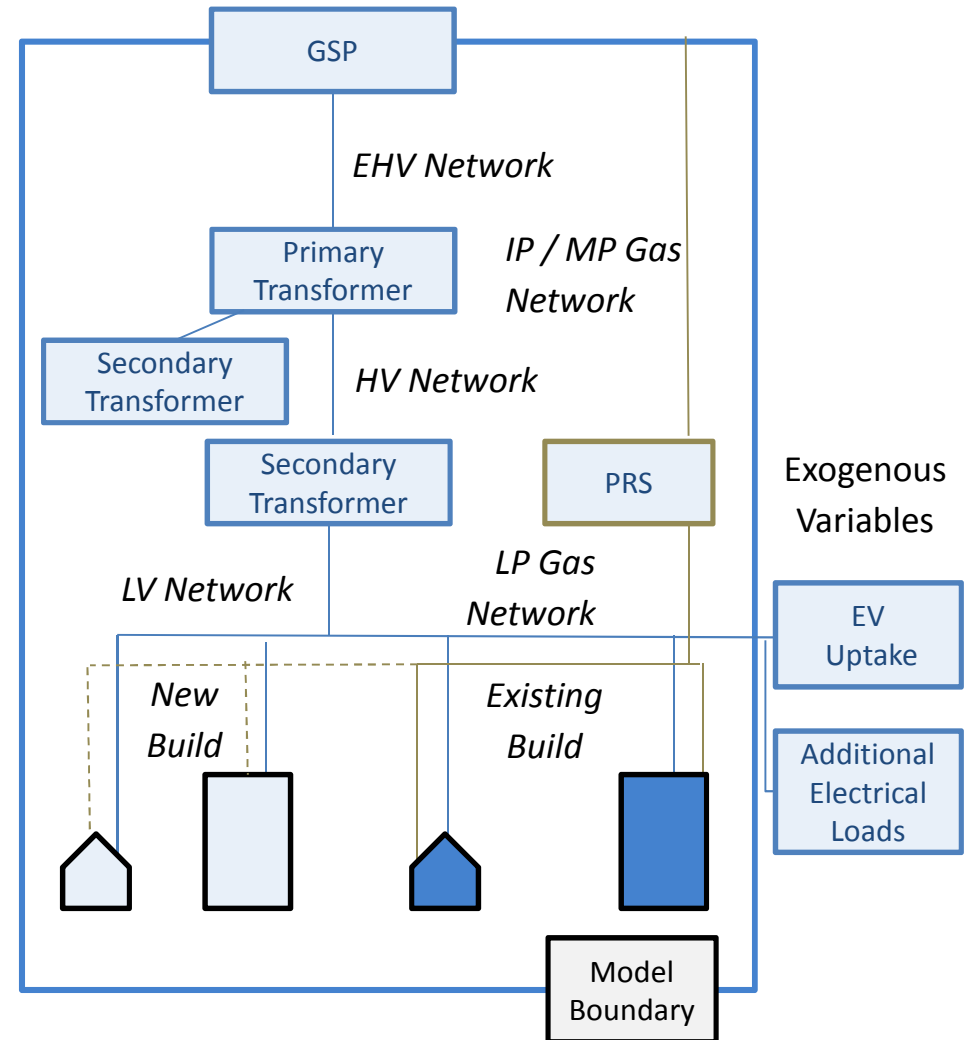 GSP
EHV Network
Primary
Transformer
IP / MP Gas
Network
Secondary
Transformer
HV Network
Secondary
Transformer
PRS
Exogenous
Variables
LV Network
LP Gas
Network
EV
Uptake
New
Build
Existing
Build
Additional
Electrical
Loads
Model
Boundary